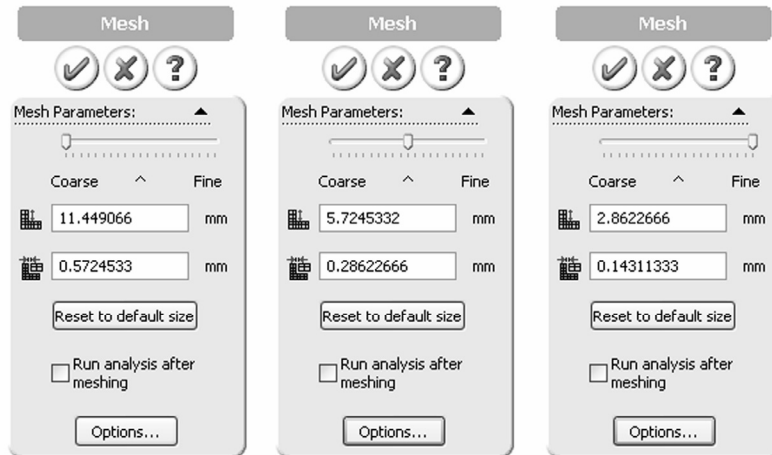 Mesh
?
Mesh Parameters:
Coarse ^ Fine
11.449066 mm
0.5724533 mm
Reset to default size
Run analysis after
meshing
Options...
Mesh
?
Mesh Parameters:
Coarse ^ Fine
5.7245332 mm
0.28622666 mm
Reset to default size
Run analysis after
meshing
Options...
Mesh
?
Mesh Parameters:
Coarse ^ Fine
2.8622666 mm
0.14311333 mm
Reset to default size
Run analysis after
meshing
Options...